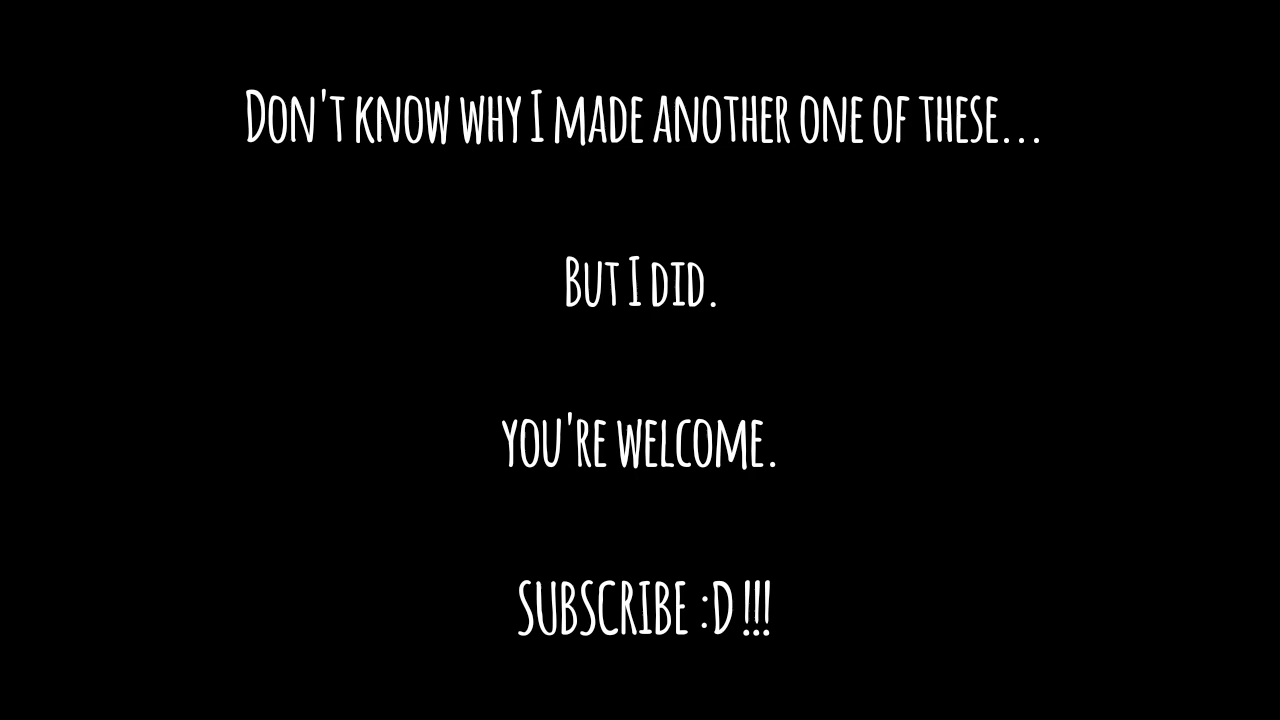 Don't know why I made another one of these...
But I did.
you're welcome.
SUBSCRIBE :D !!!